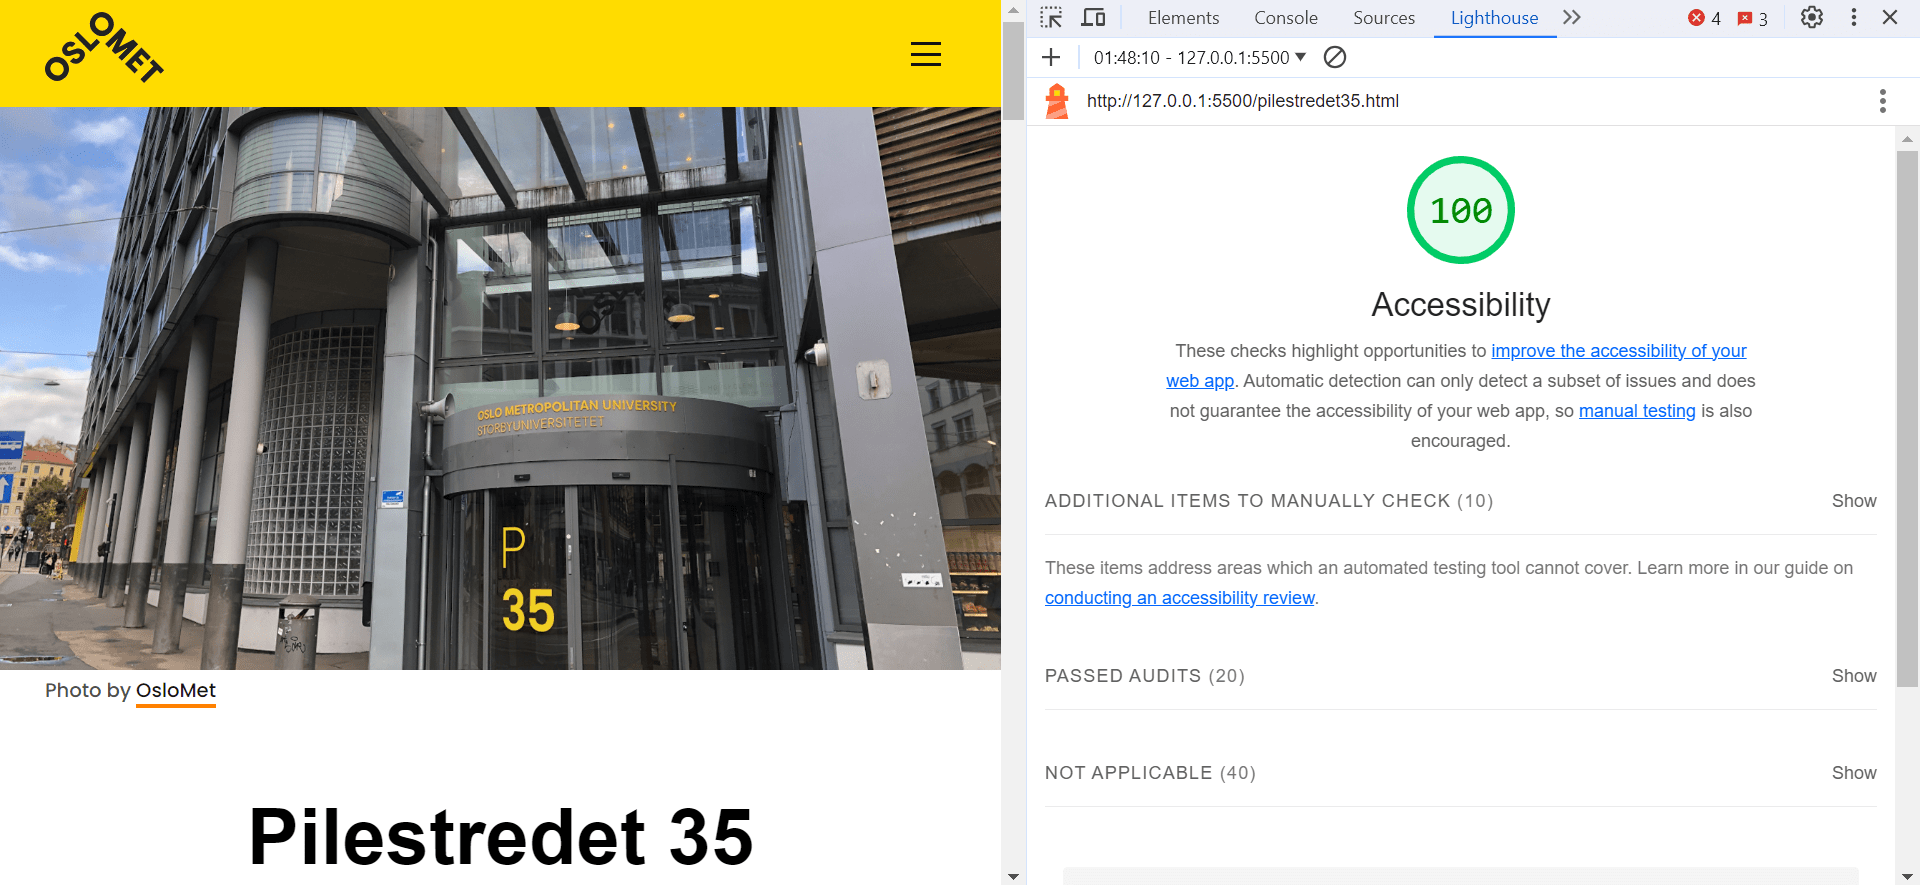 OSLOMET
OSLO METROPOLITAN UNIVERSITY
STORBYUNIVERSITETET
P
35
Photo by OsloMet
Pilestredet 35
Elements Console Sources Lighthouse 4 3
01:48:10 - 127.0.0.1:5500
http://127.0.0.1:5500/pilestredet35.html
100
Accessibility
These checks highlight opportunities to improve the accessibility of your
web app. Automatic detection can only detect a subset of issues and does
not guarantee the accessibility of your web app, so manual testing is also
encouraged.
ADDITIONAL ITEMS TO MANUALLY CHECK (10) Show
These items address areas which an automated testing tool cannot cover. Learn more in our guide on
conducting an accessibility review.
PASSED AUDITS (20) Show
NOT APPLICABLE (40) Show